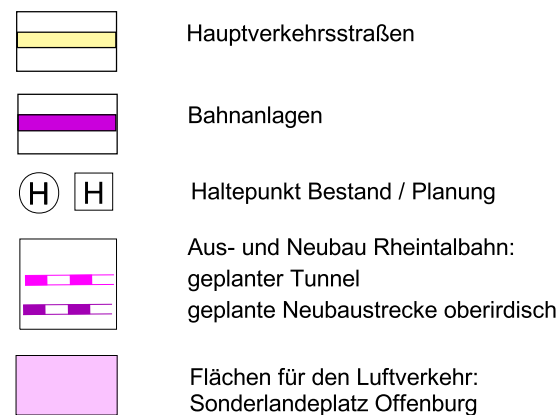 Hauptverkehrsstraßen
Bahnanlagen
H H Haltepunkt Bestand / Planung
Aus- und Neubau Rheintalbahn:
geplanter Tunnel
geplante Neubaustrecke oberirdisch
Flächen für den Luftverkehr:
Sonderlandeplatz Offenburg